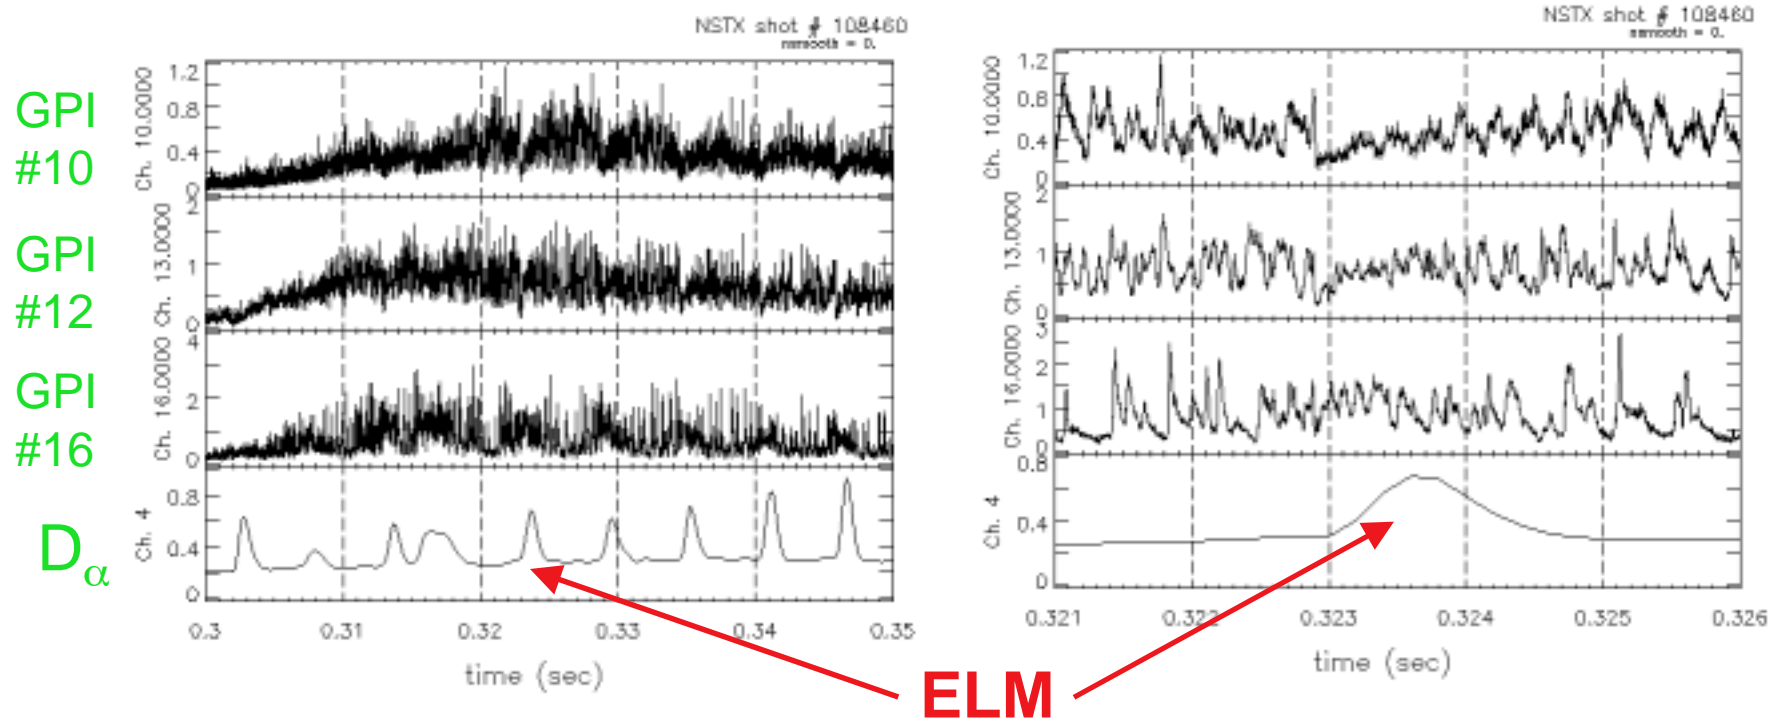 NSTX shot # 108460
nsmooth = 0.
GPI
#10
GPI
#12
GPI
#16
Dα
Ch. 10.0000
1.2
0.8
0.4
0
Ch. 13.0000
2
1
0
Ch. 16.0000
4
2
0
Ch. 4
0.8
0.4
0
0.3 0.31 0.32 0.33 0.34 0.35
time (sec)
NSTX shot # 108460
nsmooth = 0.
Ch. 10.0000
1.2
0.8
0.4
0
Ch. 13.0000
2
1
0
Ch. 16.0000
3
2
1
0
Ch. 4
0.8
0.4
0
0.321 0.322 0.323 0.324 0.325 0.326
time (sec)
ELM